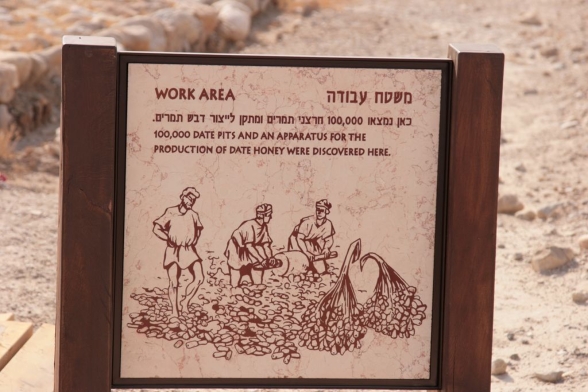 WORK AREA
משטח עבודה
כאן נמצאו 100,000 חרצני תמרים ומתקן לייצור דבש תמרים.
100,000 DATE PITS AND AN APPARATUS FOR THE
PRODUCTION OF DATE HONEY WERE DISCOVERED HERE.